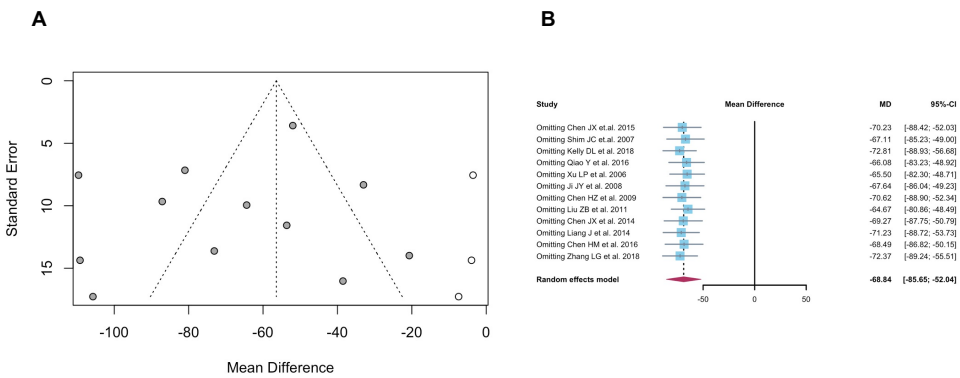 A
B
0
5
10
15
Standard Error
-100 -80 -60 -40 -20 0
Mean Difference
Study Mean Difference MD 95%-CI
Omitting Chen JX et.al. 2015 -70.23 [-88.42; -52.03]
Omitting Shim JC et.al. 2007 -67.11 [-85.23; -49.00]
Omitting Kelly DL et al. 2018 -72.81 [-88.93; -56.68]
Omitting Qiao Y et al. 2016 -66.08 [-83.23; -48.92]
Omitting Xu LP et al. 2006 -65.50 [-82.30; -48.71]
Omitting Ji JY et al. 2008 -67.64 [-86.04; -49.23]
Omitting Chen HZ et al. 2009 -70.62 [-88.90; -52.34]
Omitting Liu ZB et al. 2011 -64.67 [-80.86; -48.49]
Omitting Chen JX et al. 2014 -69.27 [-87.75; -50.79]
Omitting Liang J et al. 2014 -71.23 [-88.72; -53.73]
Omitting Chen HM et al. 2016 -68.49 [-86.82; -50.15]
Omitting Zhang LG et al. 2018 -72.37 [-89.24; -55.51]
Random effects model -68.84 [-85.65; -52.04]
-50 0 50